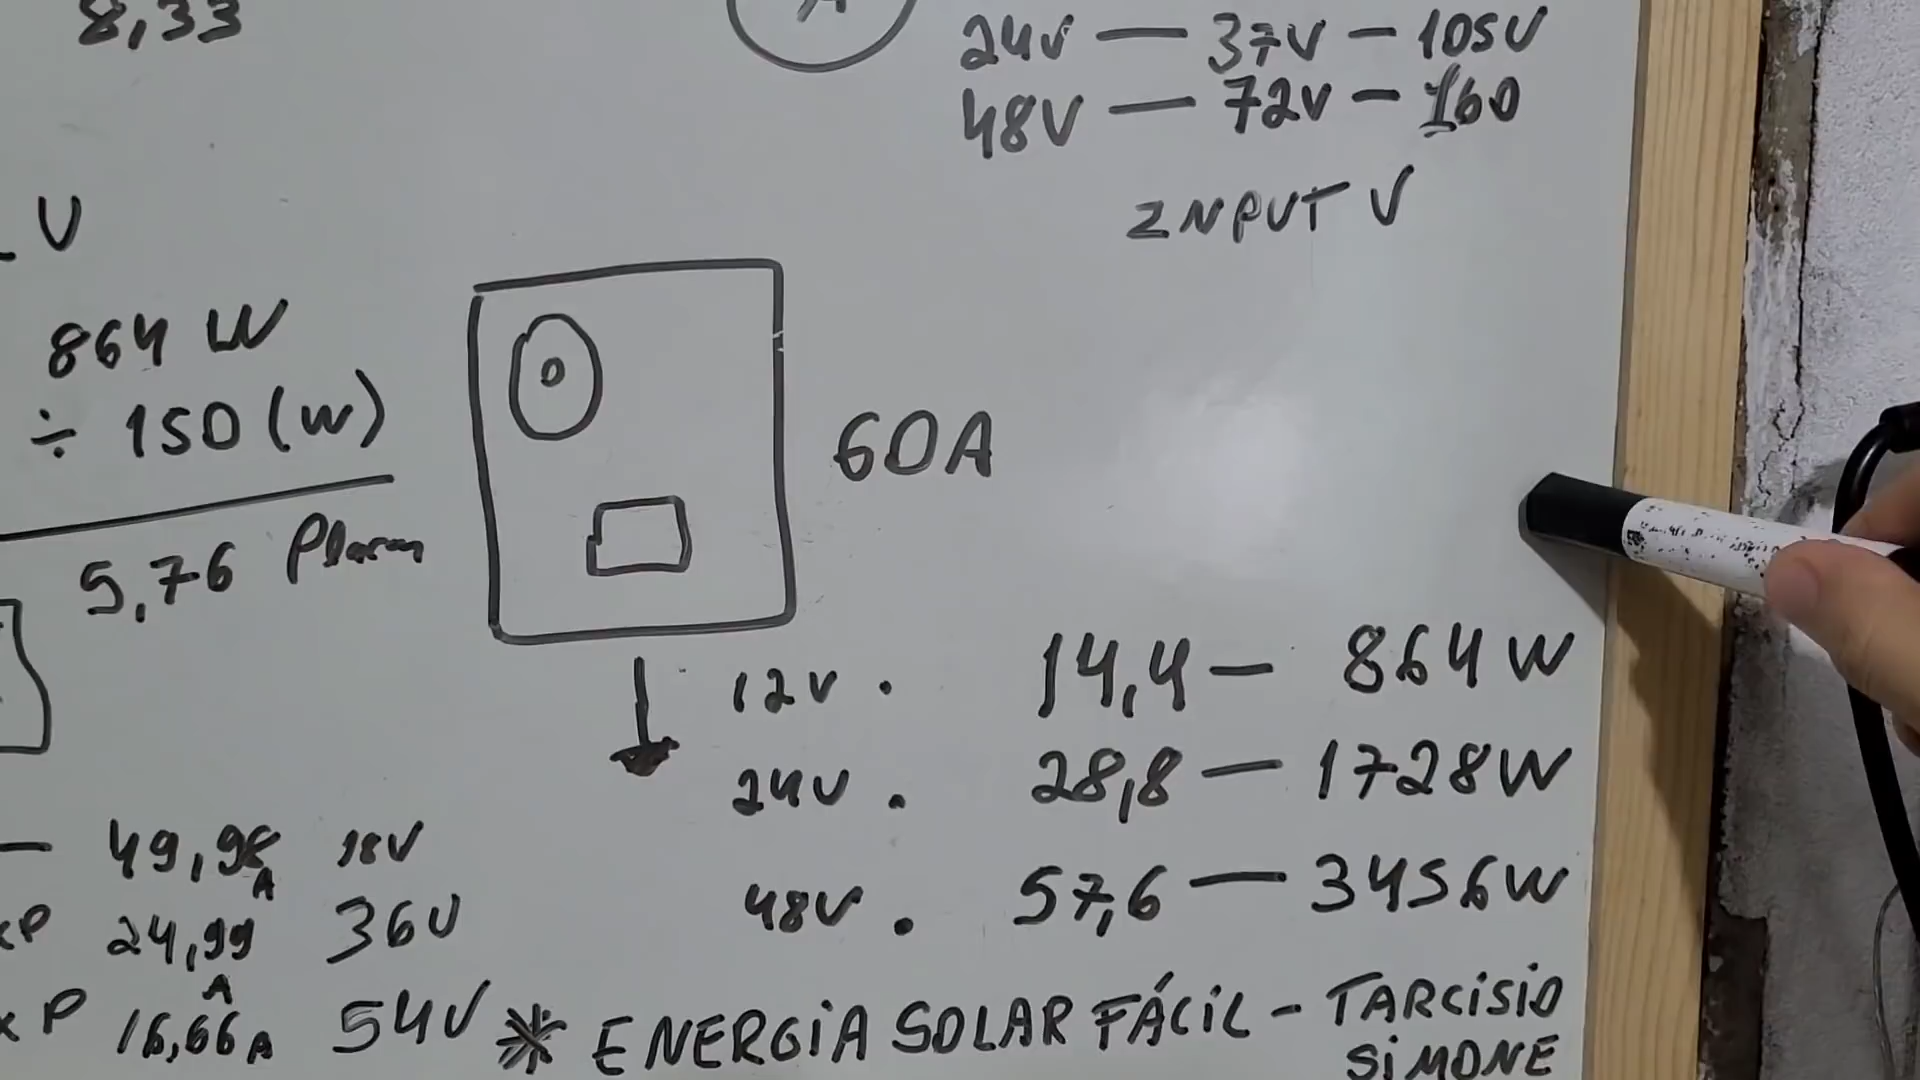 8,33
A
24V — 37V — 105V
48V — 72V — 160
INPUT V
V
864 W
÷ 150 (W)
5,76 Placas
60A
12V . 14,4 — 864 W
24V . 28,8 — 1728W
48V . 57,6 — 3456W
— 49,98 A 18V
xP 24,99 A 36V
x P 16,66 A 54V
* ENERGIA SOLAR FÁCIL - TARCISIO
SIMONE